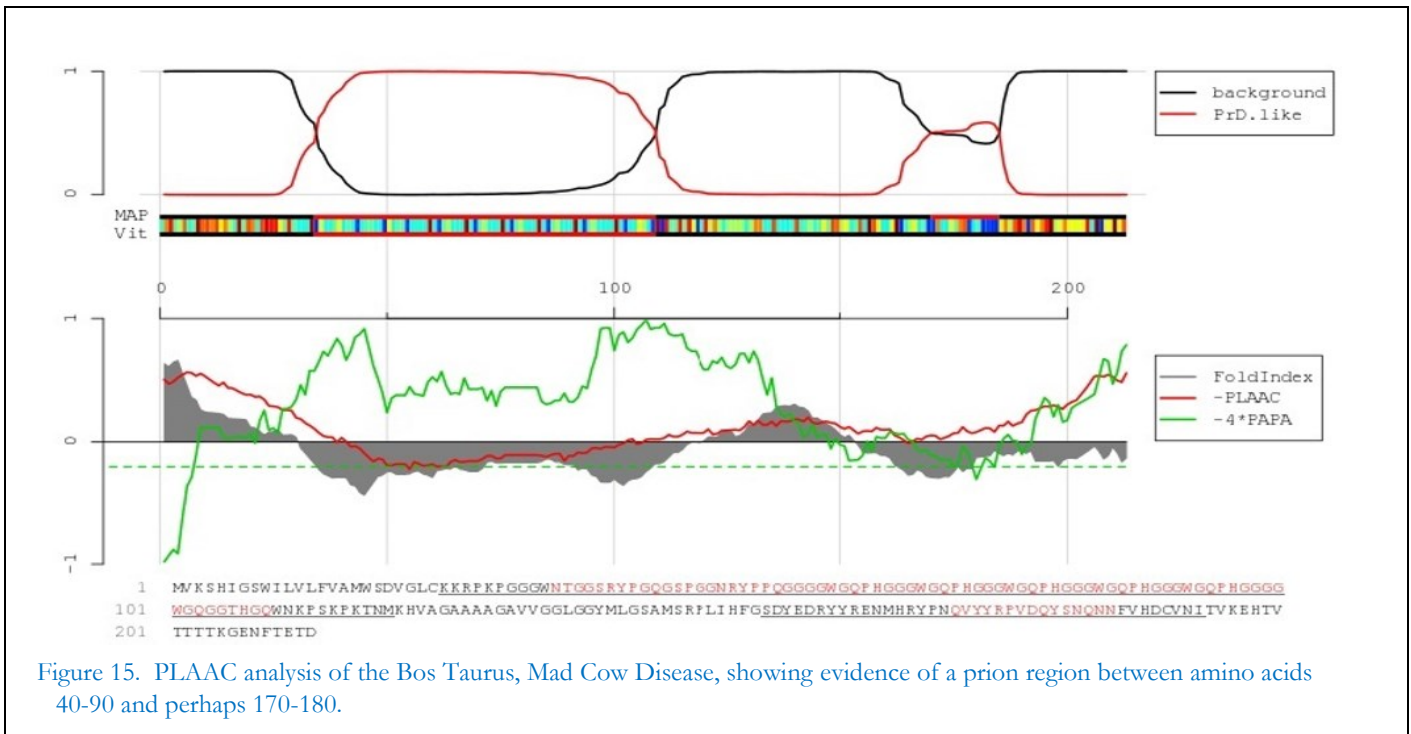 1
background
PrD.like
0
MAP
Vit
0 100 200
1
FoldIndex
-PLAAC
-4*PAPA
0
-1
1 MVKSHIGSWILVLFVAMWSDVGLCKKRPKPGGGWNTGGSRYPGQGSPGGNRYPPQGGGGWGQPHGGGWGQPHGGGWGQPHGGGWGQPHGGGWGQPHGGGG
101 WGQGGTHGQWNKPSKPKTNMKHVAGAAAAGAVVGGLGGYMLGSAMSRPLIHFGSDYEDRYYRENMHRYPNQVYYRPVDQYSNQNNFVHDCVNITVKEHTV
201 TTTTKGENFTETD
Figure 15. PLAAC analysis of the Bos Taurus, Mad Cow Disease, showing evidence of a prion region between amino acids
40-90 and perhaps 170-180.